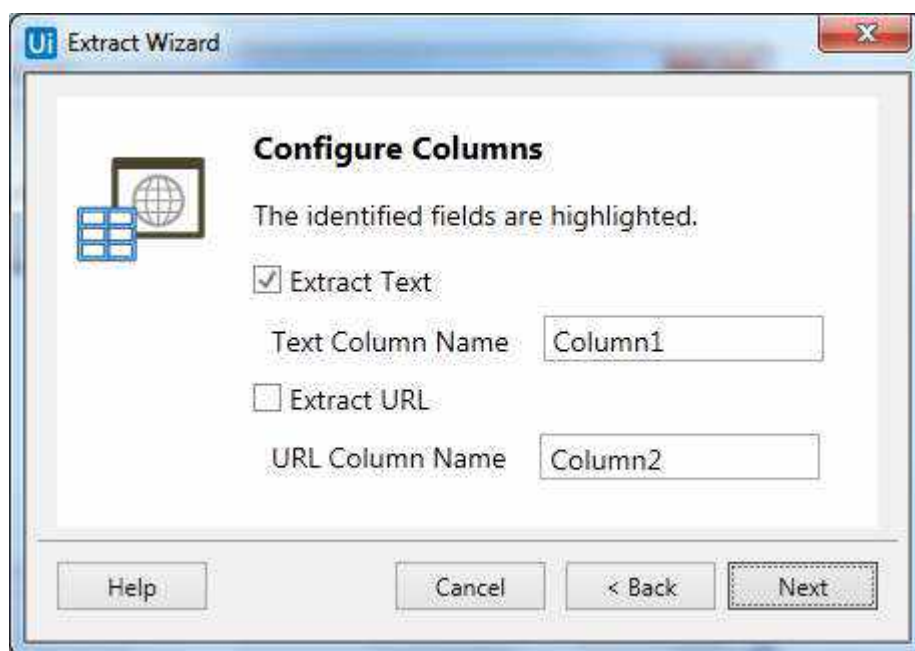 Ui Extract Wizard
Configure Columns
The identified fields are highlighted.
Extract Text
Text Column Name Column1
Extract URL
URL Column Name Column2
Help Cancel < Back Next